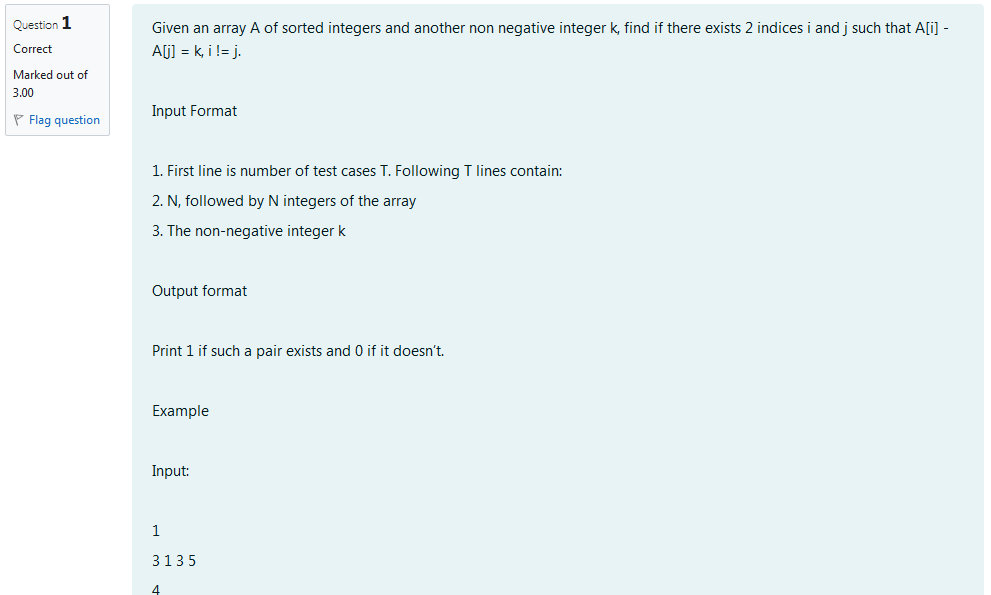 Question 1
Correct
Marked out of
3.00
Flag question
Given an array A of sorted integers and another non negative integer k, find if there exists 2 indices i and j such that A[i] -
A[j] = k, i != j.
Input Format
1. First line is number of test cases T. Following T lines contain:
2. N, followed by N integers of the array
3. The non-negative integer k
Output format
Print 1 if such a pair exists and 0 if it doesn't.
Example
Input:
1
3 1 3 5
4